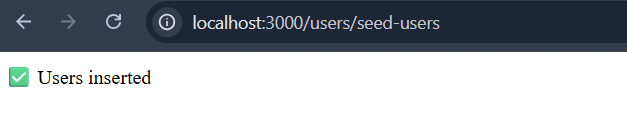 localhost:3000/users/seed-users
✅ Users inserted